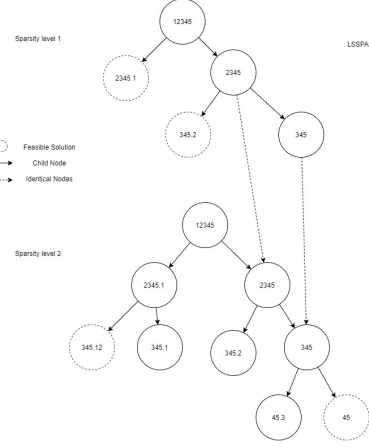 12345
Sparsity level 1
LSSPA
2345.1
2345
345.2
345
Feasible Solution
Child Node
Identical Nodes
12345
Sparsity level 2
2345.1
2345
345.12
345.1
345.2
345
45.3
45